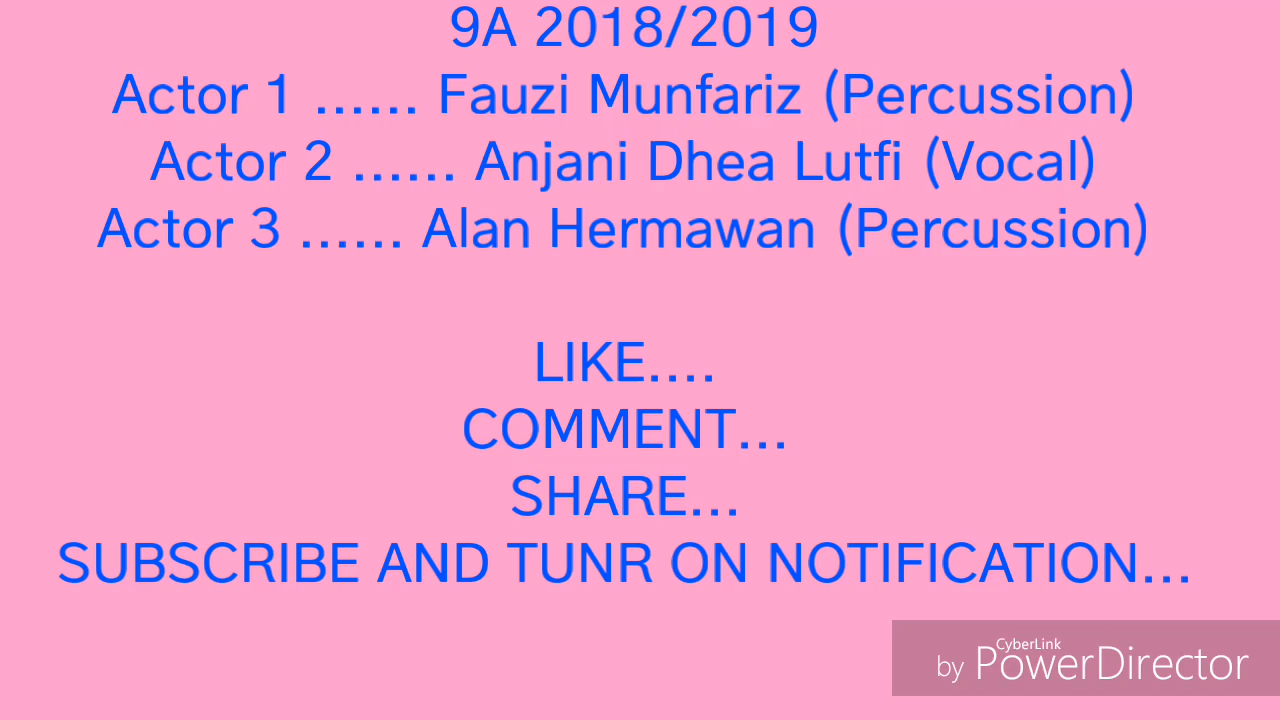 9A 2018/2019
Actor 1 ...... Fauzi Munfariz (Percussion)
Actor 2 ...... Anjani Dhea Lutfi (Vocal)
Actor 3 ...... Alan Hermawan (Percussion)
LIKE....
COMMENT...
SHARE...
SUBSCRIBE AND TUNR ON NOTIFICATION...
CyberLink
by PowerDirector